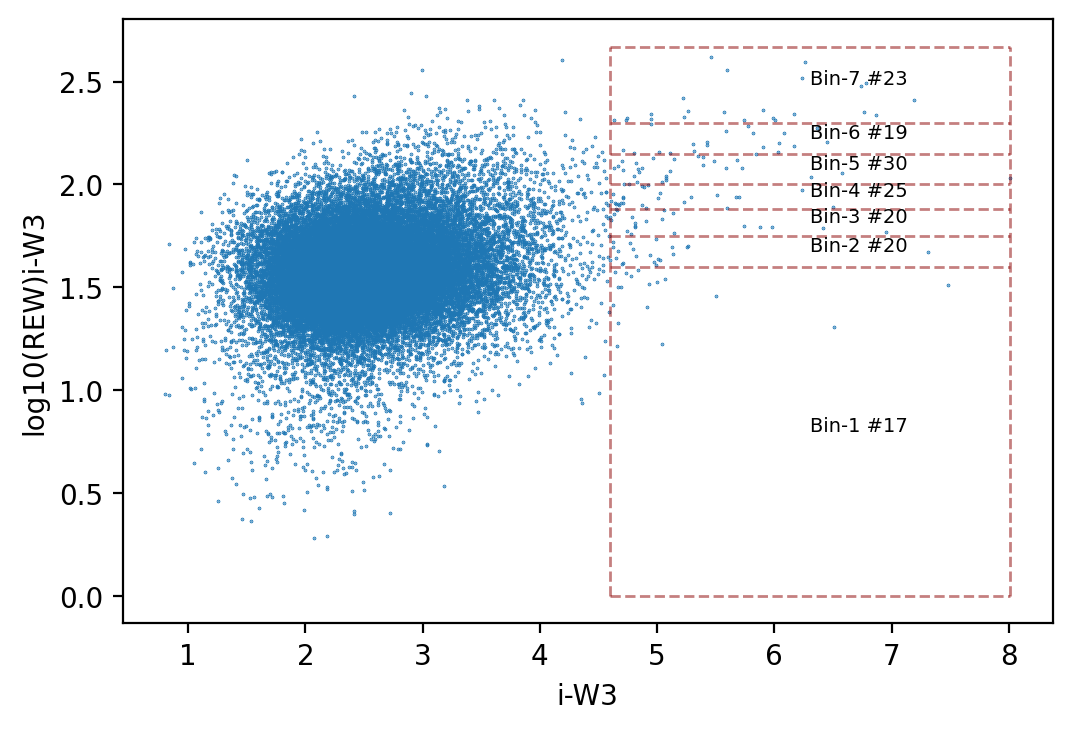 2.5
2.0
1.5
1.0
0.5
0.0
log10(REW)i-W3
Bin-7 #23
Bin-6 #19
Bin-5 #30
Bin-4 #25
Bin-3 #20
Bin-2 #20
Bin-1 #17
1 2 3 4 5 6 7 8
i-W3